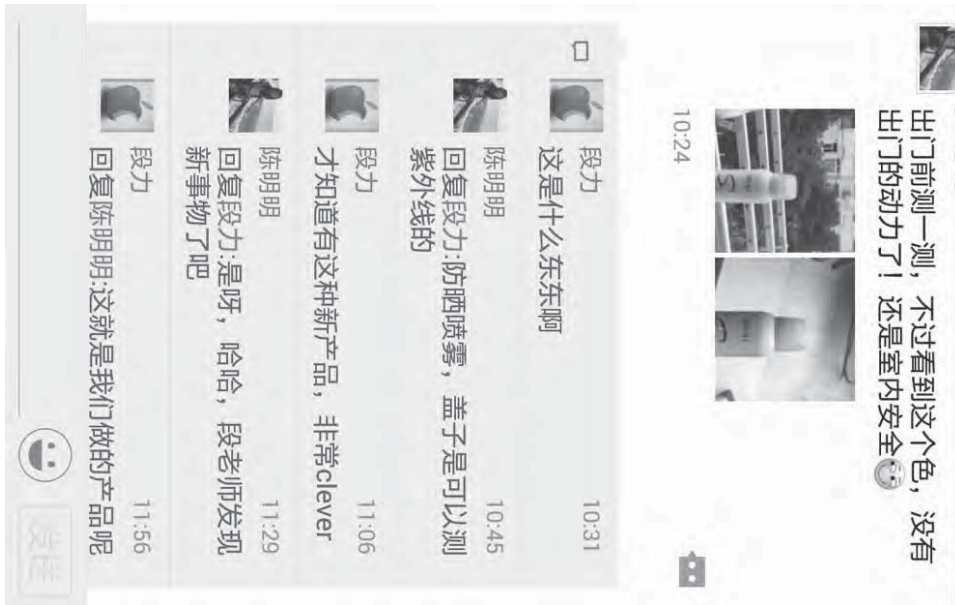 出门前测一测，不过看到这个色，没有
出门的动力了！还是室内安全
10:24
段力 10:31
这是什么东东啊
陈明明 10:45
回复段力:防晒喷雾，盖子是可以测
紫外线的
段力 11:06
才知道有这种新产品，非常clever
陈明明 11:29
回复段力:是呀，哈哈，段老师发现
新事物了吧
段力 11:56
回复陈明明:这就是我们做的产品呢
发送